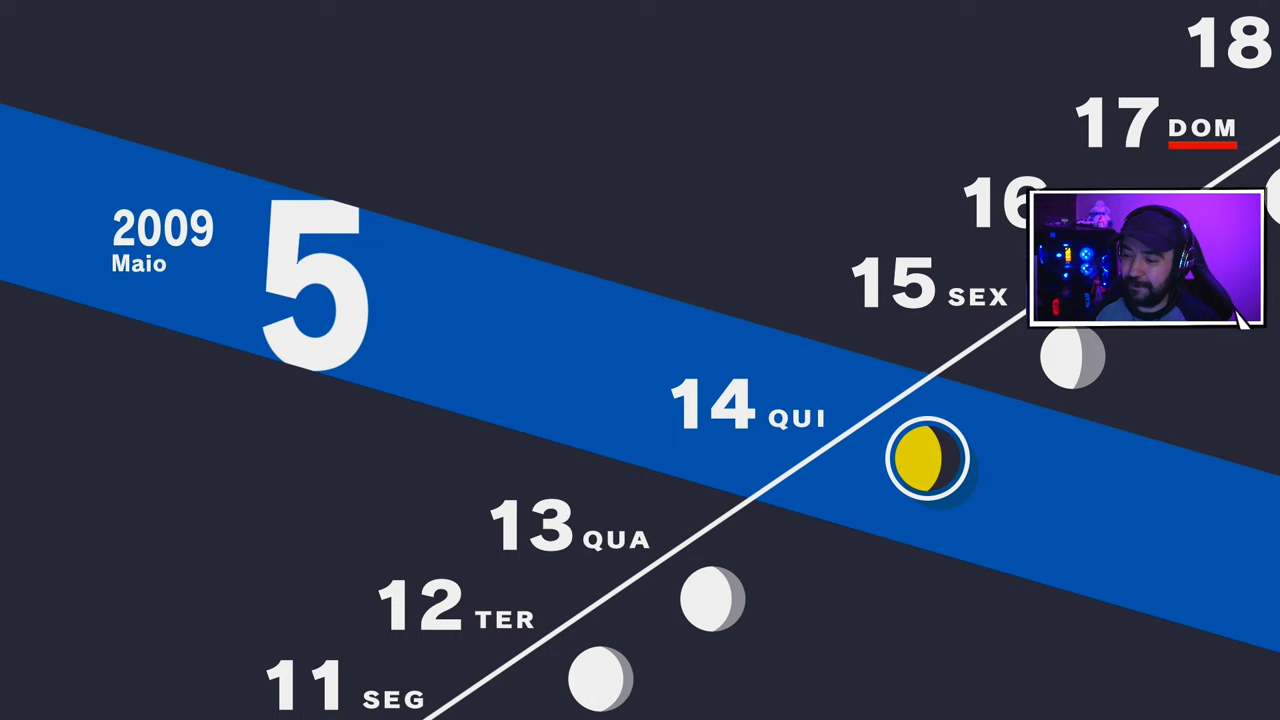 18
17 DOM
16
2009
Maio
5
15 SEX
14 QUI
13 QUA
12 TER
11 SEG